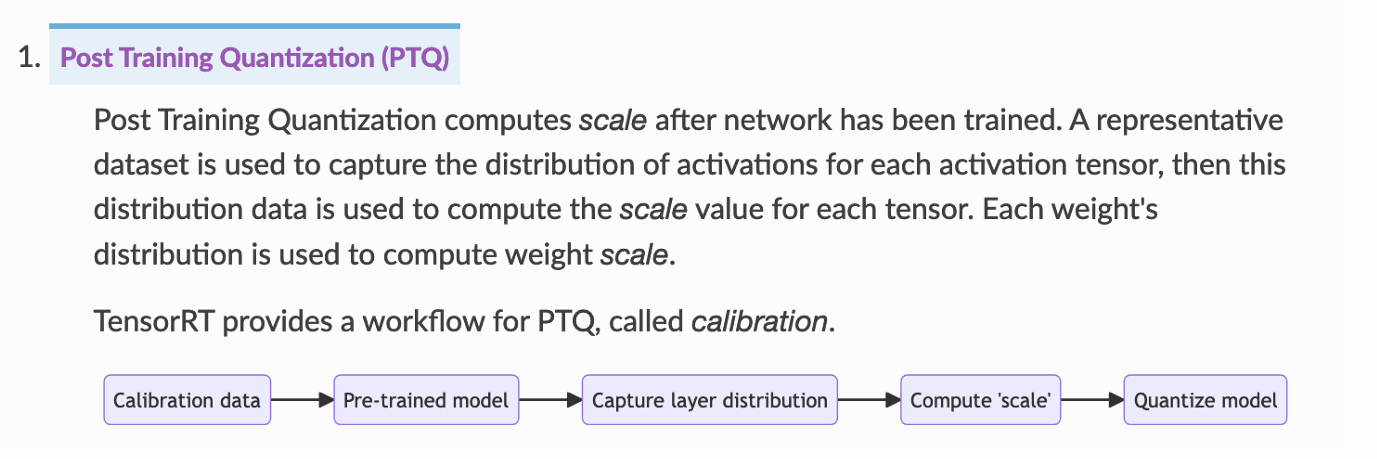 1. Post Training Quantization (PTQ)
Post Training Quantization computes scale after network has been trained. A representative
dataset is used to capture the distribution of activations for each activation tensor, then this
distribution data is used to compute the scale value for each tensor. Each weight's
distribution is used to compute weight scale.
TensorRT provides a workflow for PTQ, called calibration.
Calibration data
Pre-trained model
Capture layer distribution
Compute 'scale'
Quantize model